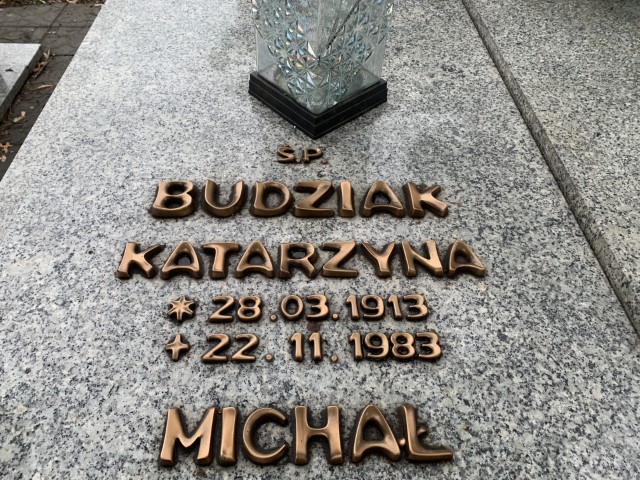 Ś.P.
BUDZIAK
KATARZYNA
* 28.03.1913
+ 22.11.1983
MICHAŁ